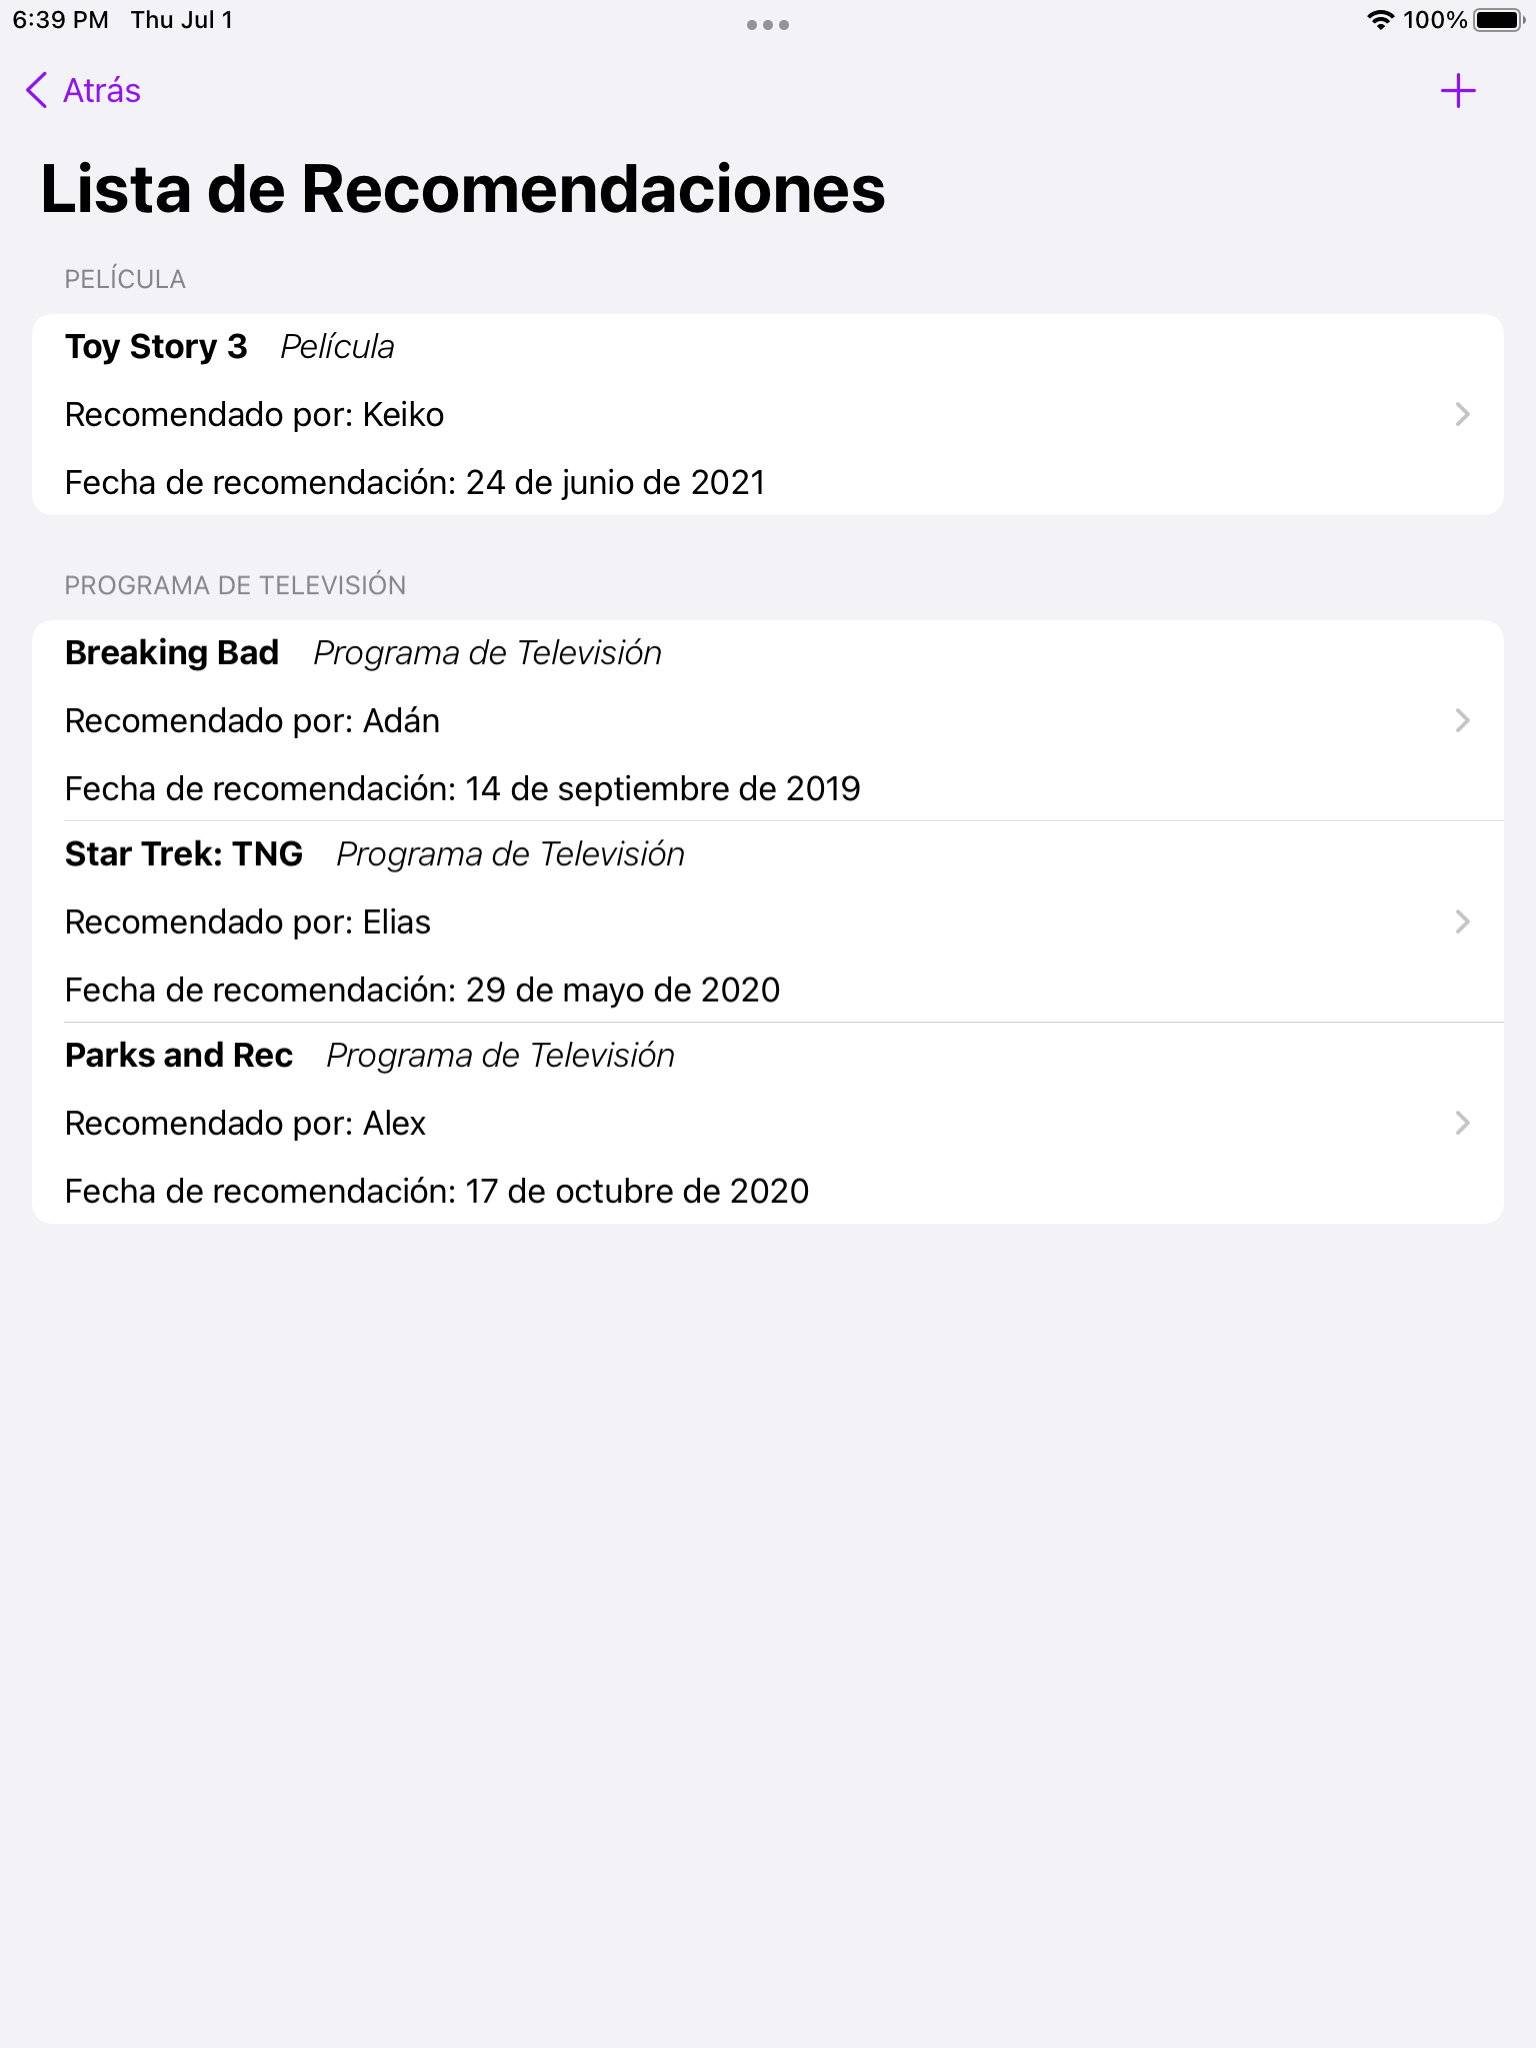 6:39 PM Thu Jul 1 100%
Atrás
Lista de Recomendaciones
PELÍCULA
Toy Story 3 Película
Recomendado por: Keiko
Fecha de recomendación: 24 de junio de 2021
PROGRAMA DE TELEVISIÓN
Breaking Bad Programa de Televisión
Recomendado por: Adán
Fecha de recomendación: 14 de septiembre de 2019
Star Trek: TNG Programa de Televisión
Recomendado por: Elias
Fecha de recomendación: 29 de mayo de 2020
Parks and Rec Programa de Televisión
Recomendado por: Alex
Fecha de recomendación: 17 de octubre de 2020